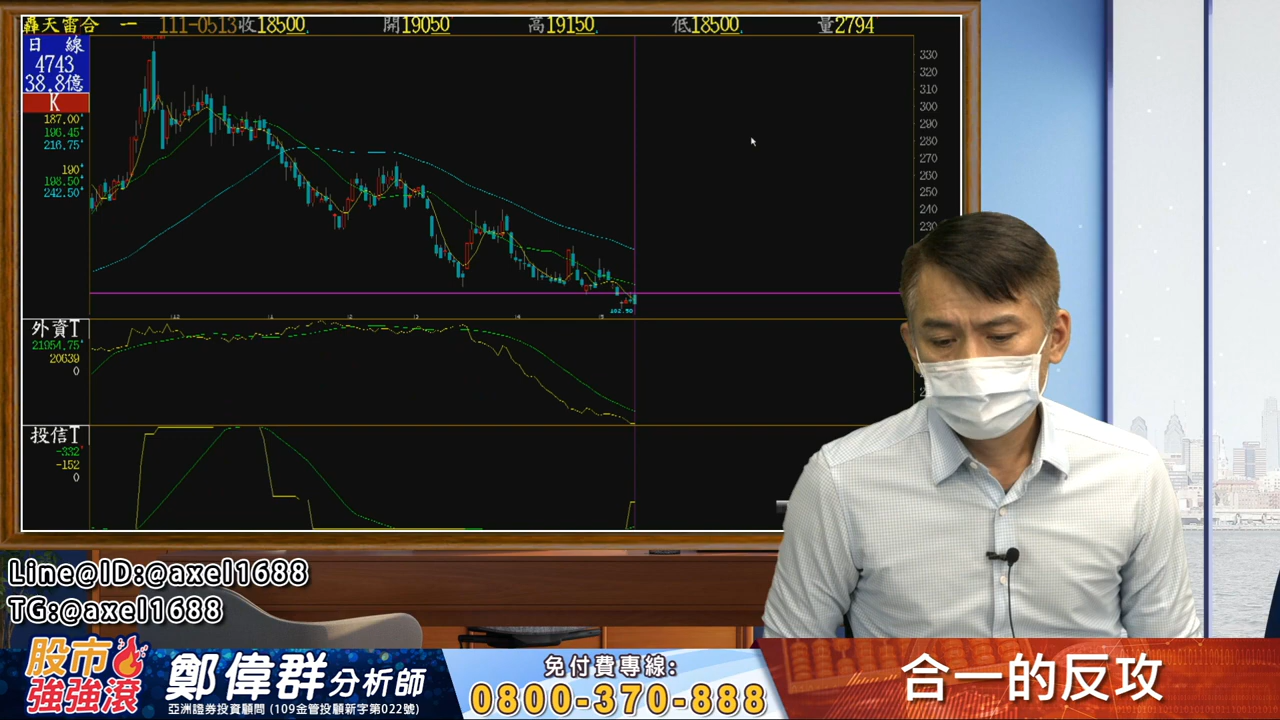 轟天雷合一 111-0513收18500 開19050 高19150 低18500 量2794
日線
4743
38.8億
K
187.00
196.45
216.75
190
198.50
242.50
330
320
310
300
290
280
270
260
250
240
230
182.50
外資T
21954.75
20639
0
投信T
-332
-152
0
Line@ID:@axel1688
TG:@axel1688
股市
強強滾
鄭偉群分析師
亞洲證券投資顧問 (109金管投顧新字第022號)
免付費專線:
0800-370-888
合一的反攻